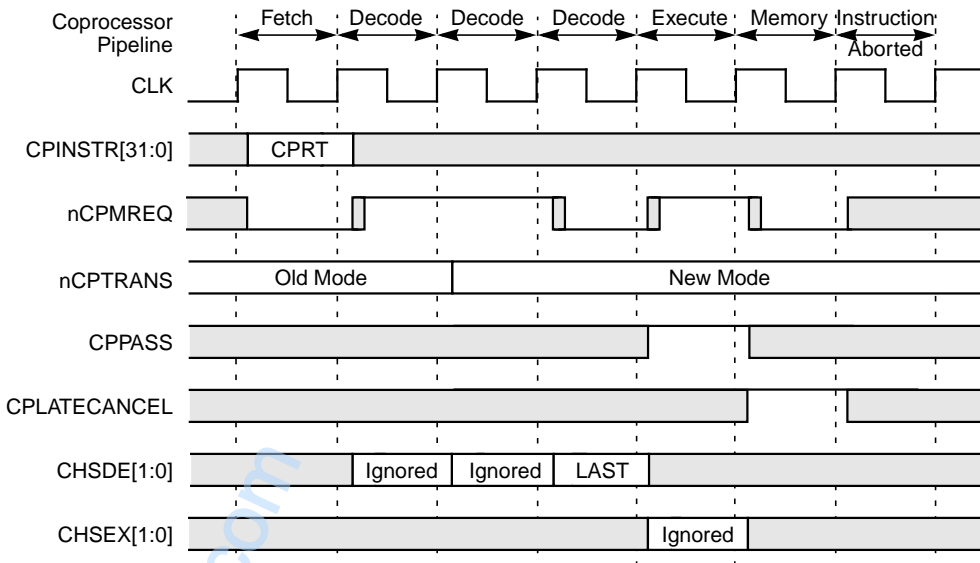 Coprocessor Pipeline
Fetch Decode Decode Decode Execute Memory Instruction Aborted
CLK
CPINSTR[31:0] CPRT
nCPMREQ
nCPTRANS Old Mode New Mode
CPPASS
CPLATECANCEL
CHSDE[1:0] Ignored Ignored LAST
CHSEX[1:0] Ignored
com